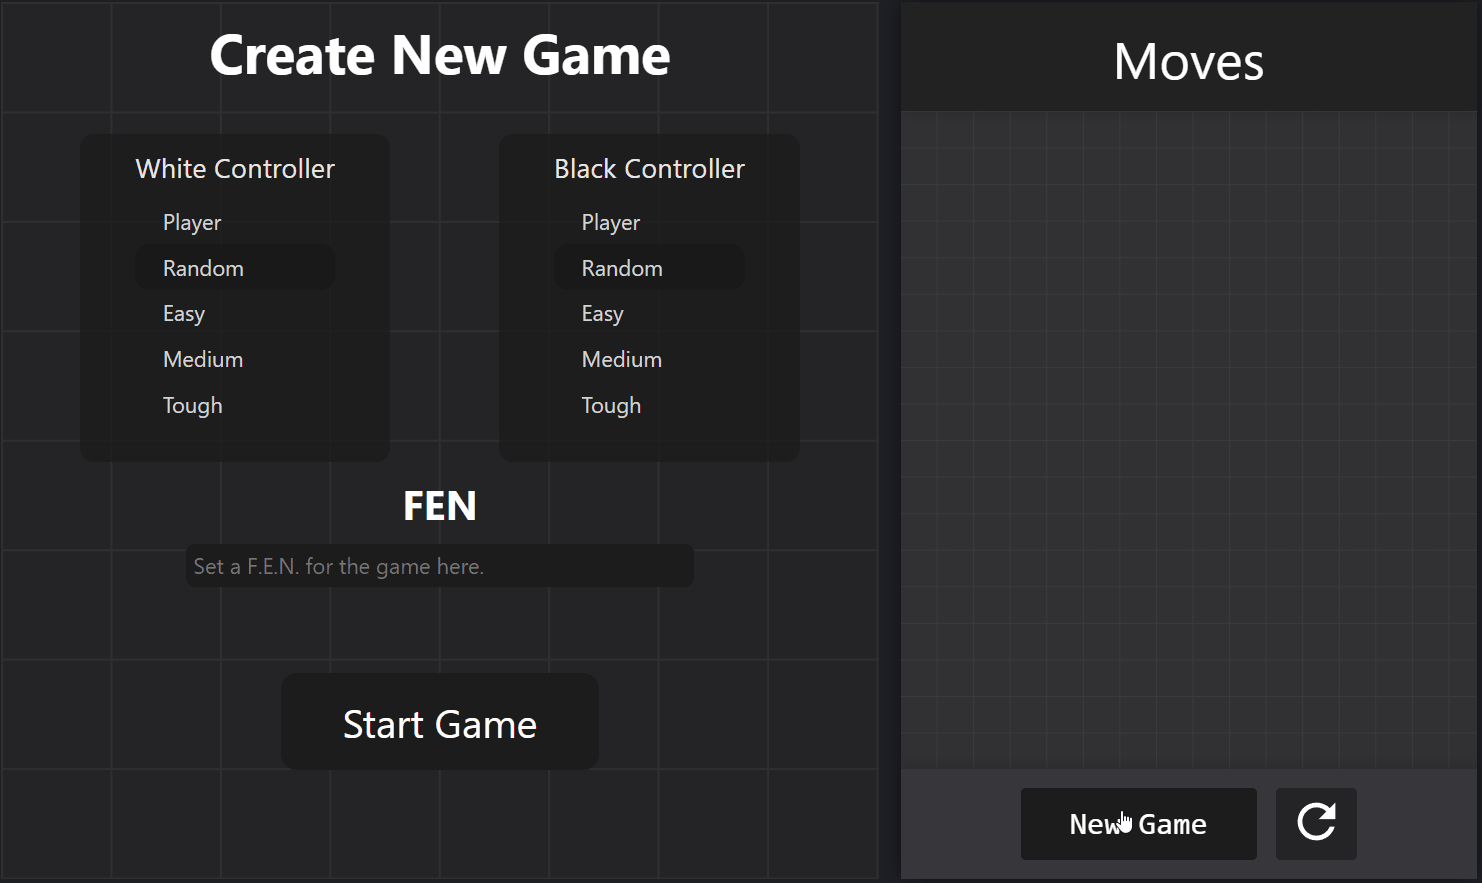 Create New Game
White Controller
Player
Random
Easy
Medium
Tough
Black Controller
Player
Random
Easy
Medium
Tough
FEN
Set a F.E.N. for the game here.
Start Game
Moves
New Game